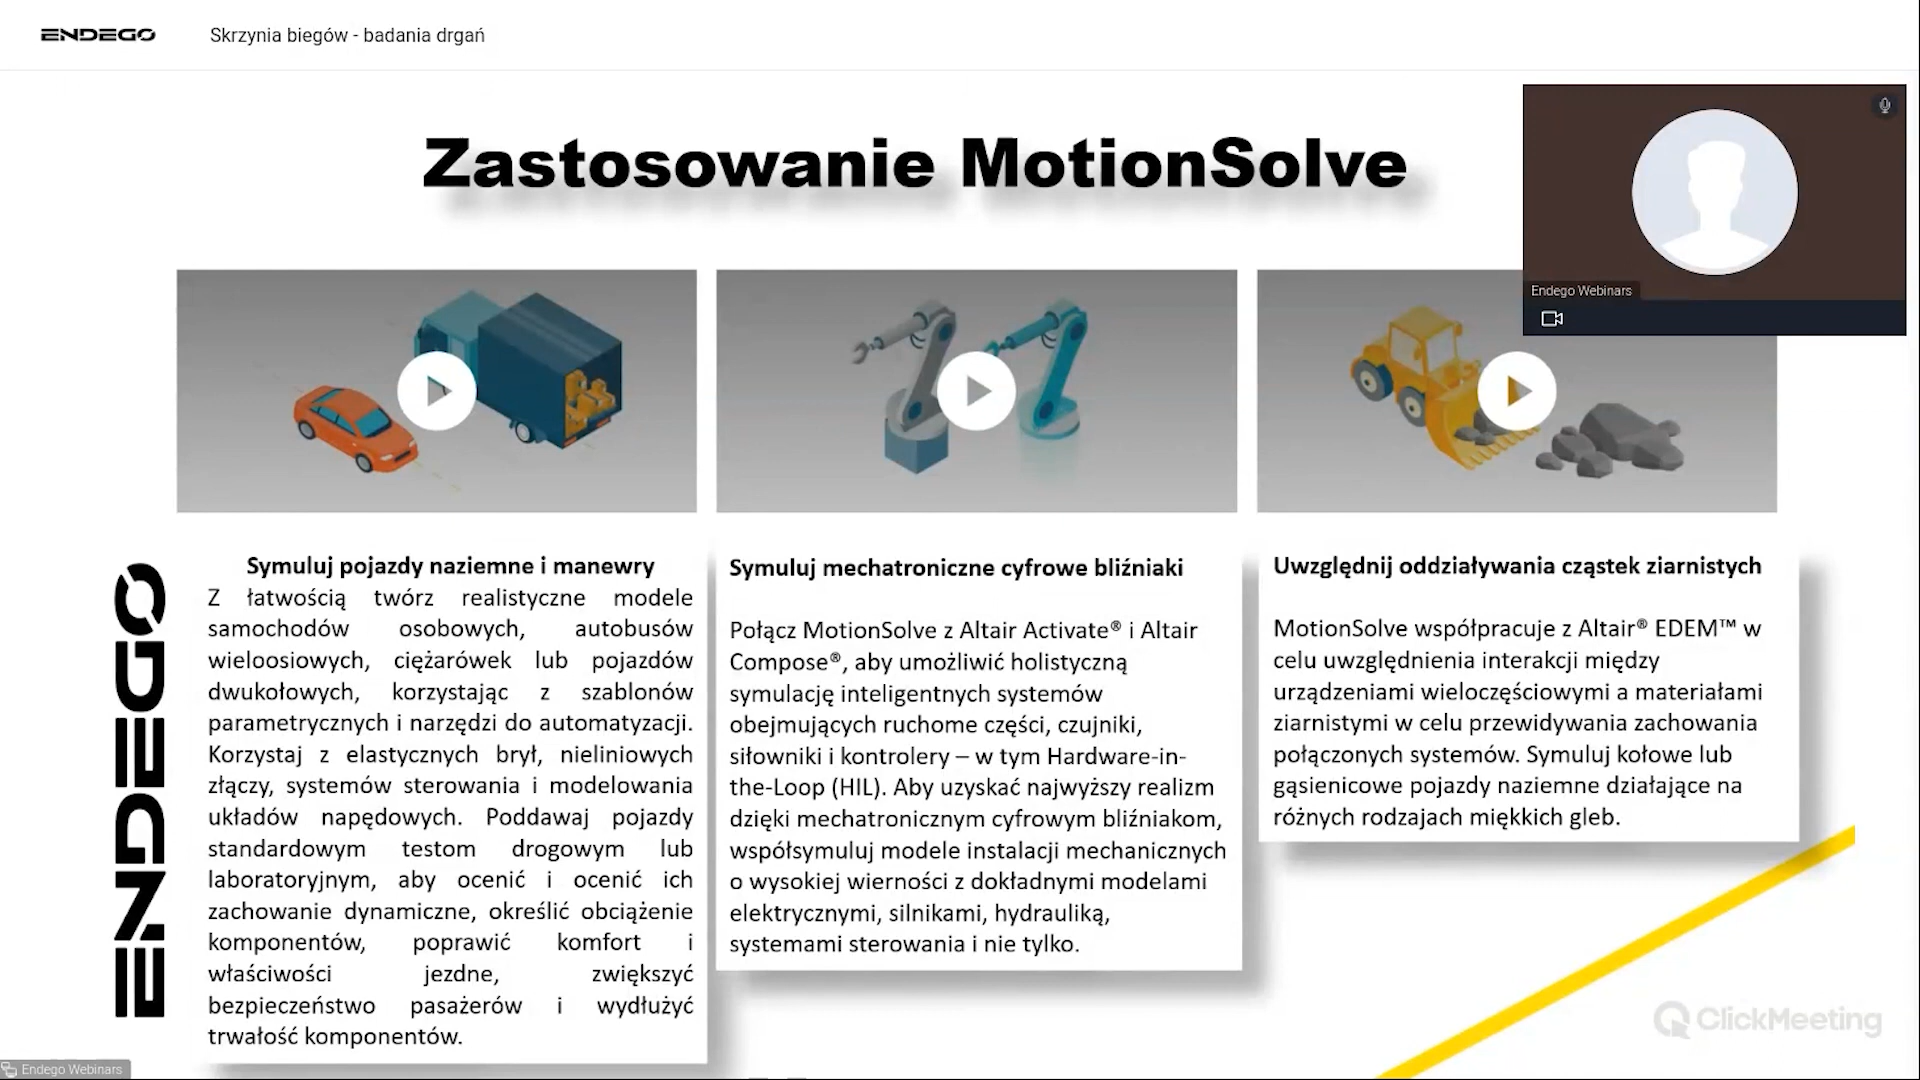 ENDEGO
Skrzynia biegów - badania drgań
Zastosowanie MotionSolve
Endego Webinars
Symuluj pojazdy naziemne i manewry
Z łatwością twórz realistyczne modele
samochodów osobowych, autobusów
wieloosiowych, ciężarówek lub pojazdów
dwukołowych, korzystając z szablonów
parametrycznych i narzędzi do automatyzacji.
Korzystaj z elastycznych brył, nieliniowych
złączy, systemów sterowania i modelowania
układów napędowych. Poddawaj pojazdy
standardowym testom drogowym lub
laboratoryjnym, aby ocenić i ocenić ich
zachowanie dynamiczne, określić obciążenie
komponentów, poprawić komfort i
właściwości jezdne, zwiększyć
bezpieczeństwo pasażerów i wydłużyć
trwałość komponentów.
Symuluj mechatroniczne cyfrowe bliźniaki
Połącz MotionSolve z Altair Activate® i Altair
Compose®, aby umożliwić holistyczną
symulację inteligentnych systemów
obejmujących ruchome części, czujniki,
siłowniki i kontrolery – w tym Hardware-in-
the-Loop (HIL). Aby uzyskać najwyższy realizm
dzięki mechatronicznym cyfrowym bliźniakom,
współsymuluj modele instalacji mechanicznych
o wysokiej wierności z dokładnymi modelami
elektrycznymi, silnikami, hydrauliką,
systemami sterowania i nie tylko.
Uwzględnij oddziaływania cząstek ziarnistych
MotionSolve współpracuje z Altair® EDEM™ w
celu uwzględnienia interakcji między
urządzeniami wieloczęściowymi a materiałami
ziarnistymi w celu przewidywania zachowania
połączonych systemów. Symuluj kołowe lub
gąsienicowe pojazdy naziemne działające na
różnych rodzajach miękkich gleb.
ENDEGO
ClickMeeting
Endego Webinars